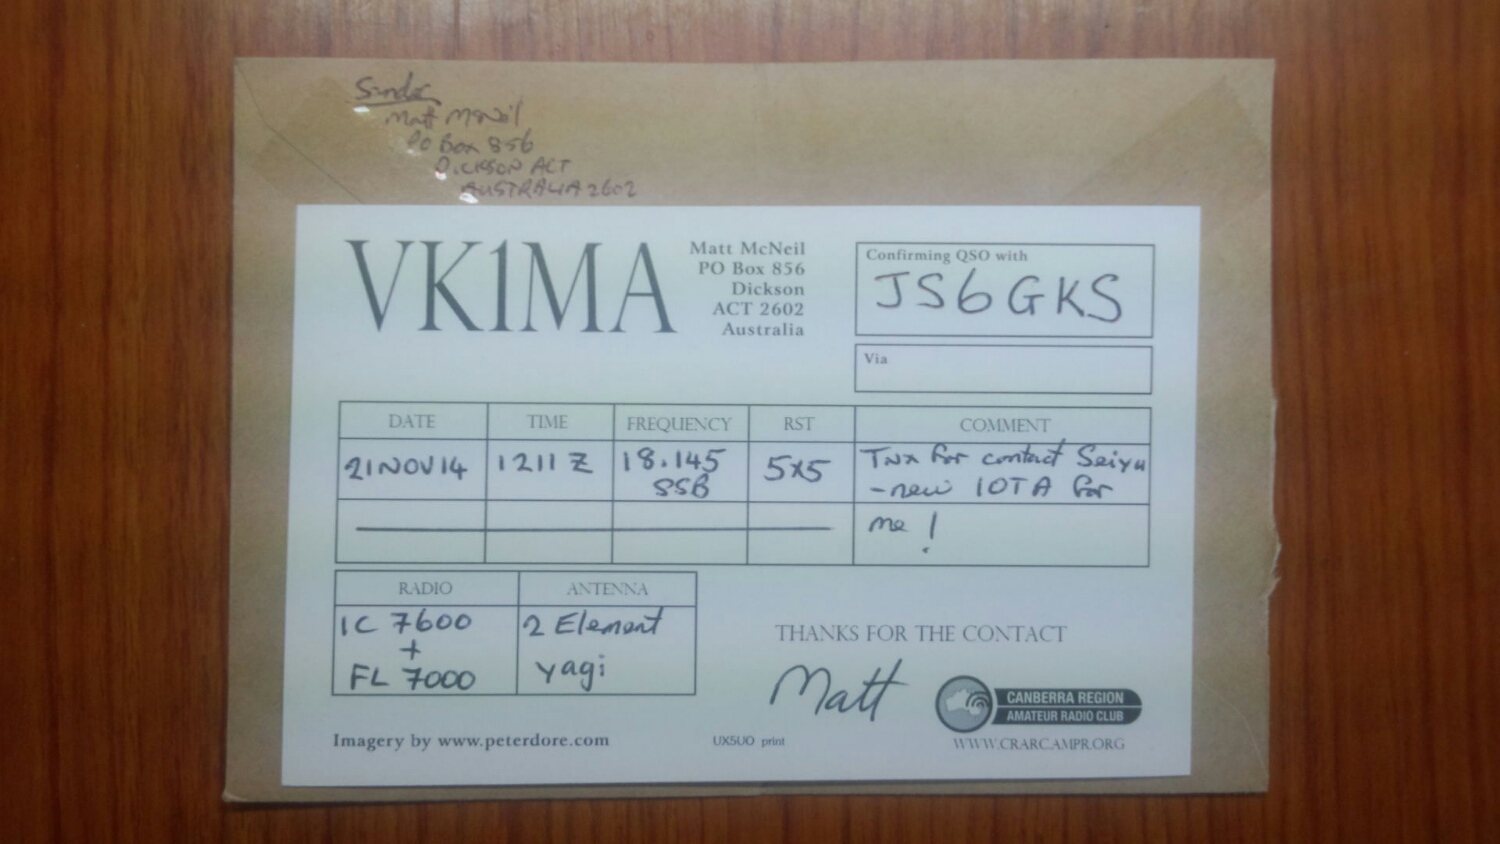 Sender
Matt McNeil
PO Box 856
DICKSON ACT
AUSTRALIA 2602
VK1MA
Matt McNeil
PO Box 856
Dickson
ACT 2602
Australia
Confirming QSO with
JS6GKS
Via
DATE TIME FREQUENCY RST COMMENT
21NOV14 1211 Z 18.145 SSB 5x5 Tnx for contact Seiyu
-new IOTA for
me!
RADIO ANTENNA
IC 7600 2 Element
+
FL 7000 yagi
THANKS FOR THE CONTACT
Matt
CANBERRA REGION
AMATEUR RADIO CLUB
WWW.CRARC.AMPR.ORG
Imagery by www.peterdore.com
UX5UO print